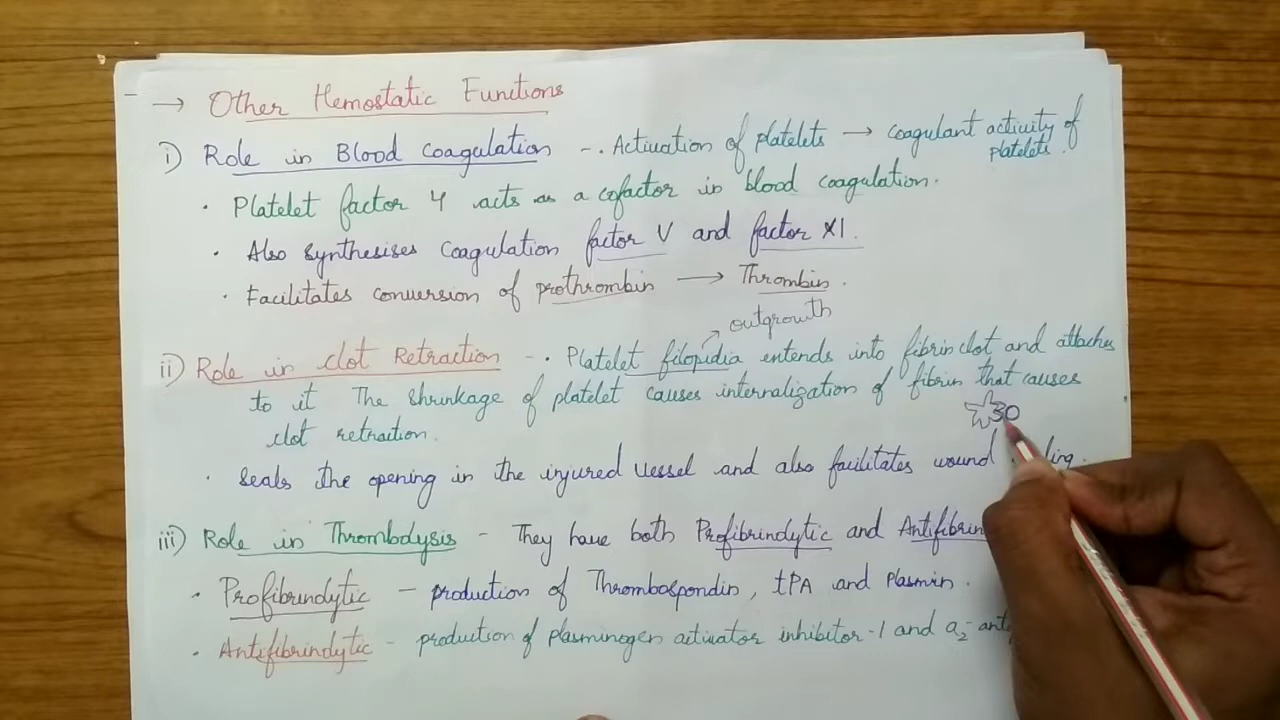 → Other Hemostatic Functions
i) Role in Blood coagulation - . Activation of platelets → coagulant activity of
platelets.
. Platelet factor 4 acts as a cofactor in blood coagulation.
. Also synthesises coagulation factor V and factor XI.
. Facilitates conversion of prothrombin → Thrombin.
outgrowth
ii) Role in clot Retraction - . Platelet filopidia entends into fibrin clot and attaches
to it The shrinkage of platelet causes internalization of fibrin that causes
clot retraction.
30
. Seals the opening in the injured vessel and also facilitates wound
iii) Role in Thrombolysis - They have both Profibrinolytic and Antifibrin
. Profibrinolytic - production of Thrombospondin, tPA and Plasmin.
. Antifibrinolytic - production of plasminogen activator inhibitor-1 and a2-